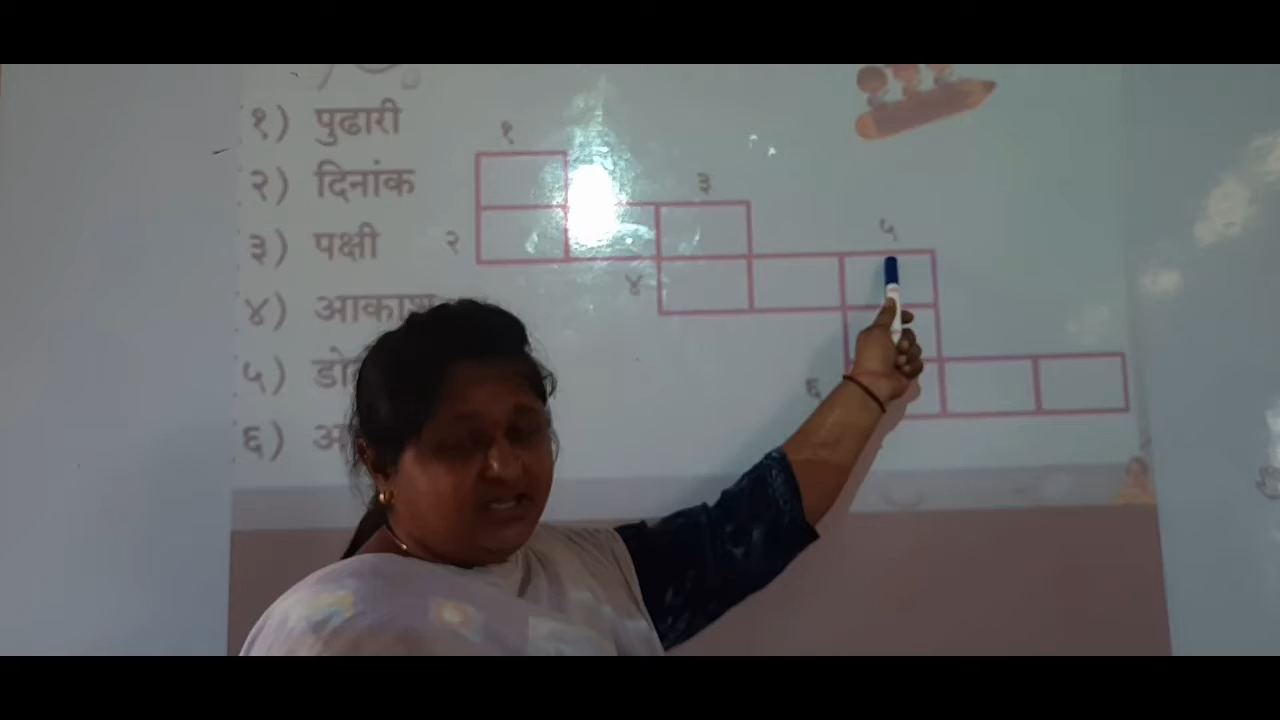 १) पुढारी
२) दिनांक
३) पक्षी
४) आकाश
५)
६)
१
३
५
२
४
६